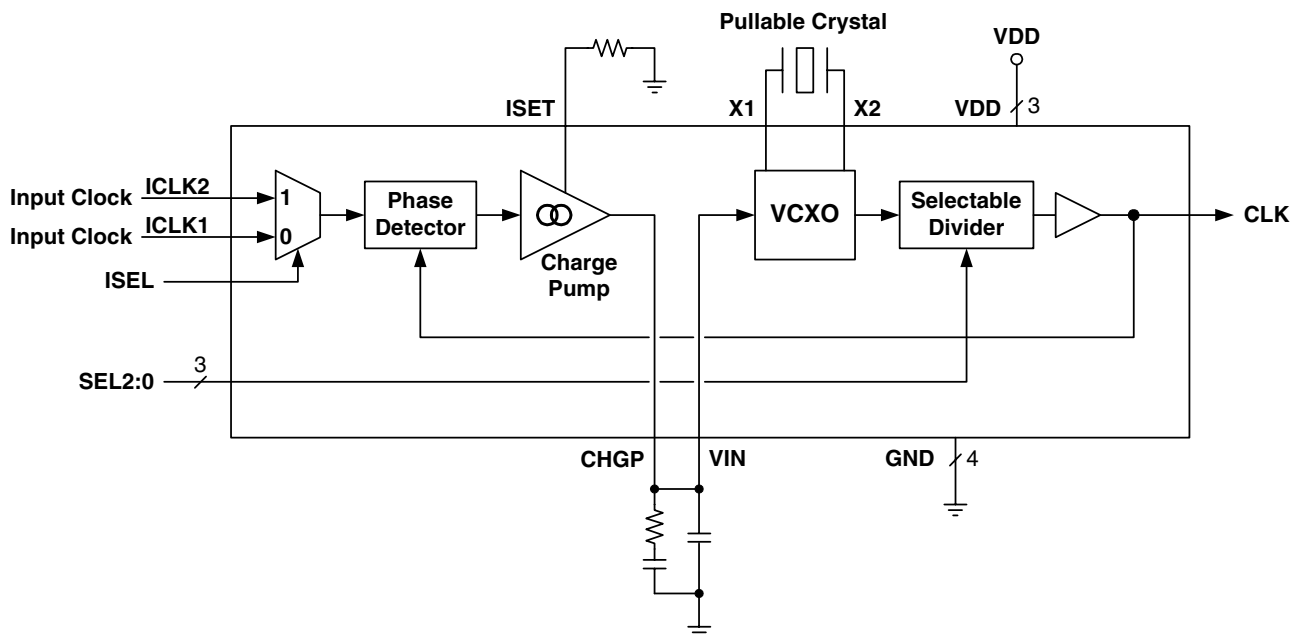 Pullable Crystal
VDD
ISET
X1
X2
VDD
3
Input Clock
ICLK2
1
Phase
Detector
VCXO
Selectable
Divider
CLK
Input Clock
ICLK1
0
Charge
Pump
ISEL
SEL2:0
3
CHGP
VIN
GND
4